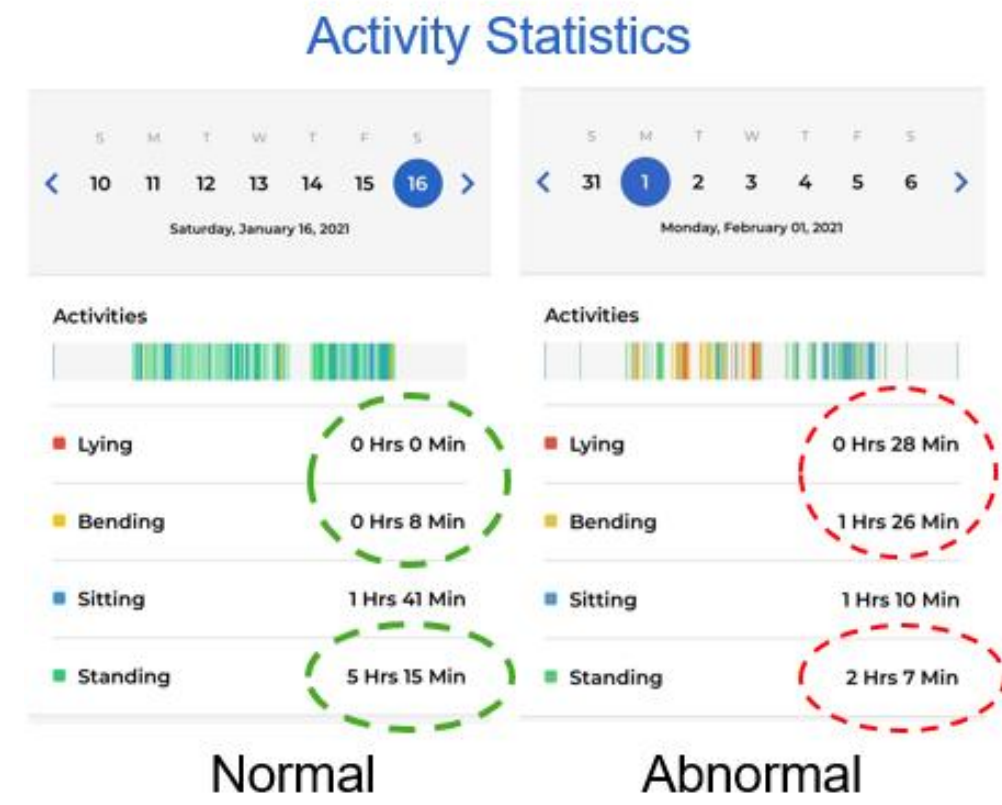 Activity Statistics
S M T W T F S
10 11 12 13 14 15 16
Saturday, January 16, 2021
Activities
Lying 0 Hrs 0 Min
Bending 0 Hrs 8 Min
Sitting 1 Hrs 41 Min
Standing 5 Hrs 15 Min
Normal
S M T W T F S
31 1 2 3 4 5 6
Monday, February 01, 2021
Activities
Lying 0 Hrs 28 Min
Bending 1 Hrs 26 Min
Sitting 1 Hrs 10 Min
Standing 2 Hrs 7 Min
Abnormal